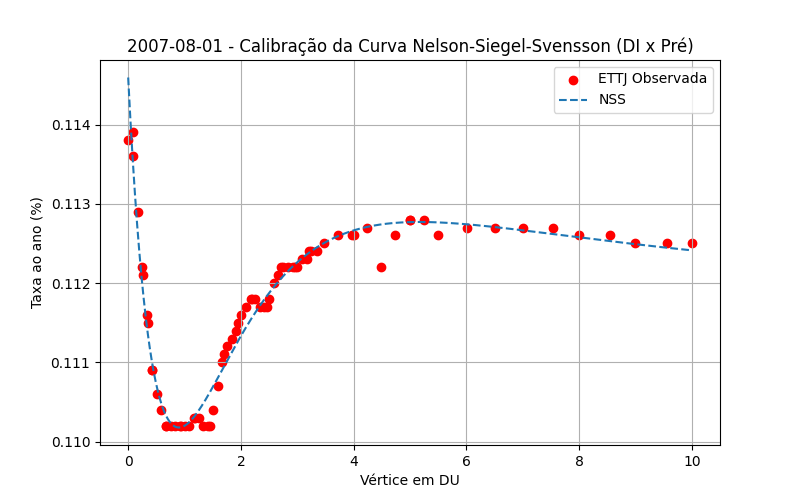 2007-08-01 - Calibração da Curva Nelson-Siegel-Svensson (DI x Pré)
ETTJ Observada
NSS
Taxa ao ano (%)
0.114
0.113
0.112
0.111
0.110
0 2 4 6 8 10
Vértice em DU